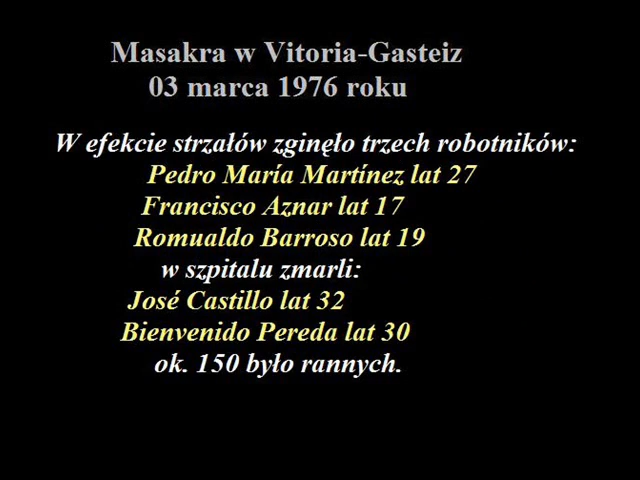 Masakra w Vitoria-Gasteiz
03 marca 1976 roku
W efekcie strzałów zginęło trzech robotników:
Pedro María Martínez lat 27
Francisco Aznar lat 17
Romualdo Barroso lat 19
w szpitalu zmarli:
José Castillo lat 32
Bienvenido Pereda lat 30
ok. 150 było rannych.